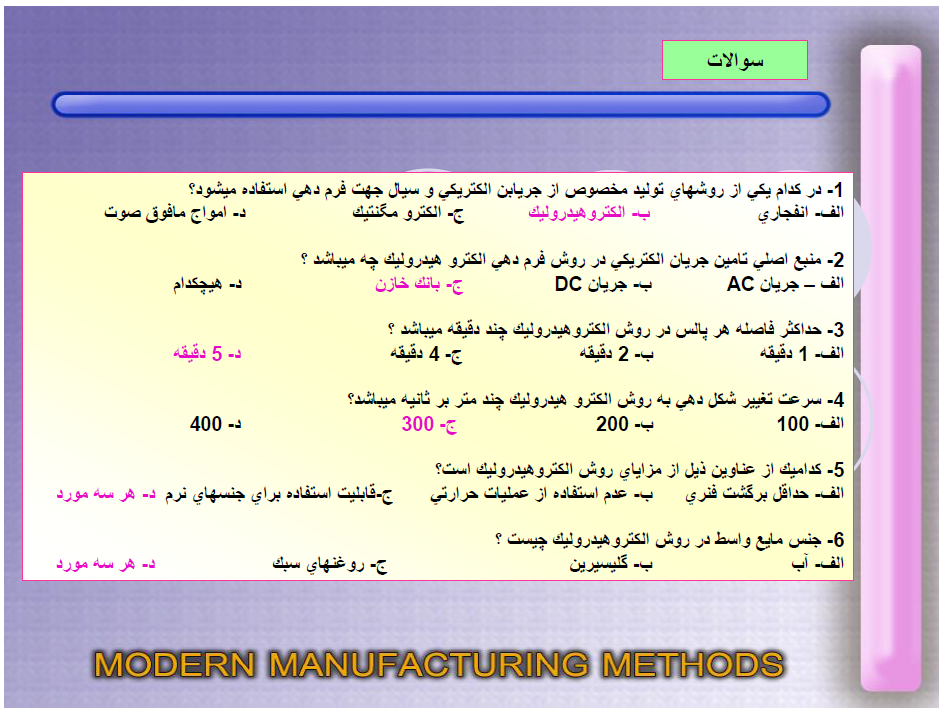 سوالات
1- در كدام يكي از روشهاي توليد مخصوص از جريابن الكتريكي و سيال جهت فرم دهي استفاده ميشود؟
الف- انفجاري ب- الكتروهيدروليك ج- الكترو مگنتيك د- امواج مافوق صوت
2- منبع اصلي تامين جريان الكتريكي در روش فرم دهي الكترو هيدروليك چه ميباشد ؟
الف – جريان AC ب- جريان DC ج- بانك خازن د- هيچكدام
3- حداكثر فاصله هر پالس در روش الكتروهيدروليك چند دقيقه ميباشد ؟
الف- 1 دقيقه ب- 2 دقيقه ج- 4 دقيقه د- 5 دقيقه
4- سرعت تغيير شكل دهي به روش الكترو هيدروليك چند متر بر ثانيه ميباشد؟
الف- 100 ب- 200 ج- 300 د- 400
5- كداميك از عناوين ذيل از مزاياي روش الكتروهيدروليك است؟
الف- حداقل برگشت فنري ب- عدم استفاده از عمليات حرارتي ج-قابليت استفاده براي جنسهاي نرم د- هر سه مورد
6- جنس مايع واسط در روش الكتروهيدروليك چيست ؟
الف- آب ب- گليسيرين ج- روغنهاي سبك د- هر سه مورد
MODERN MANUFACTURING METHODS